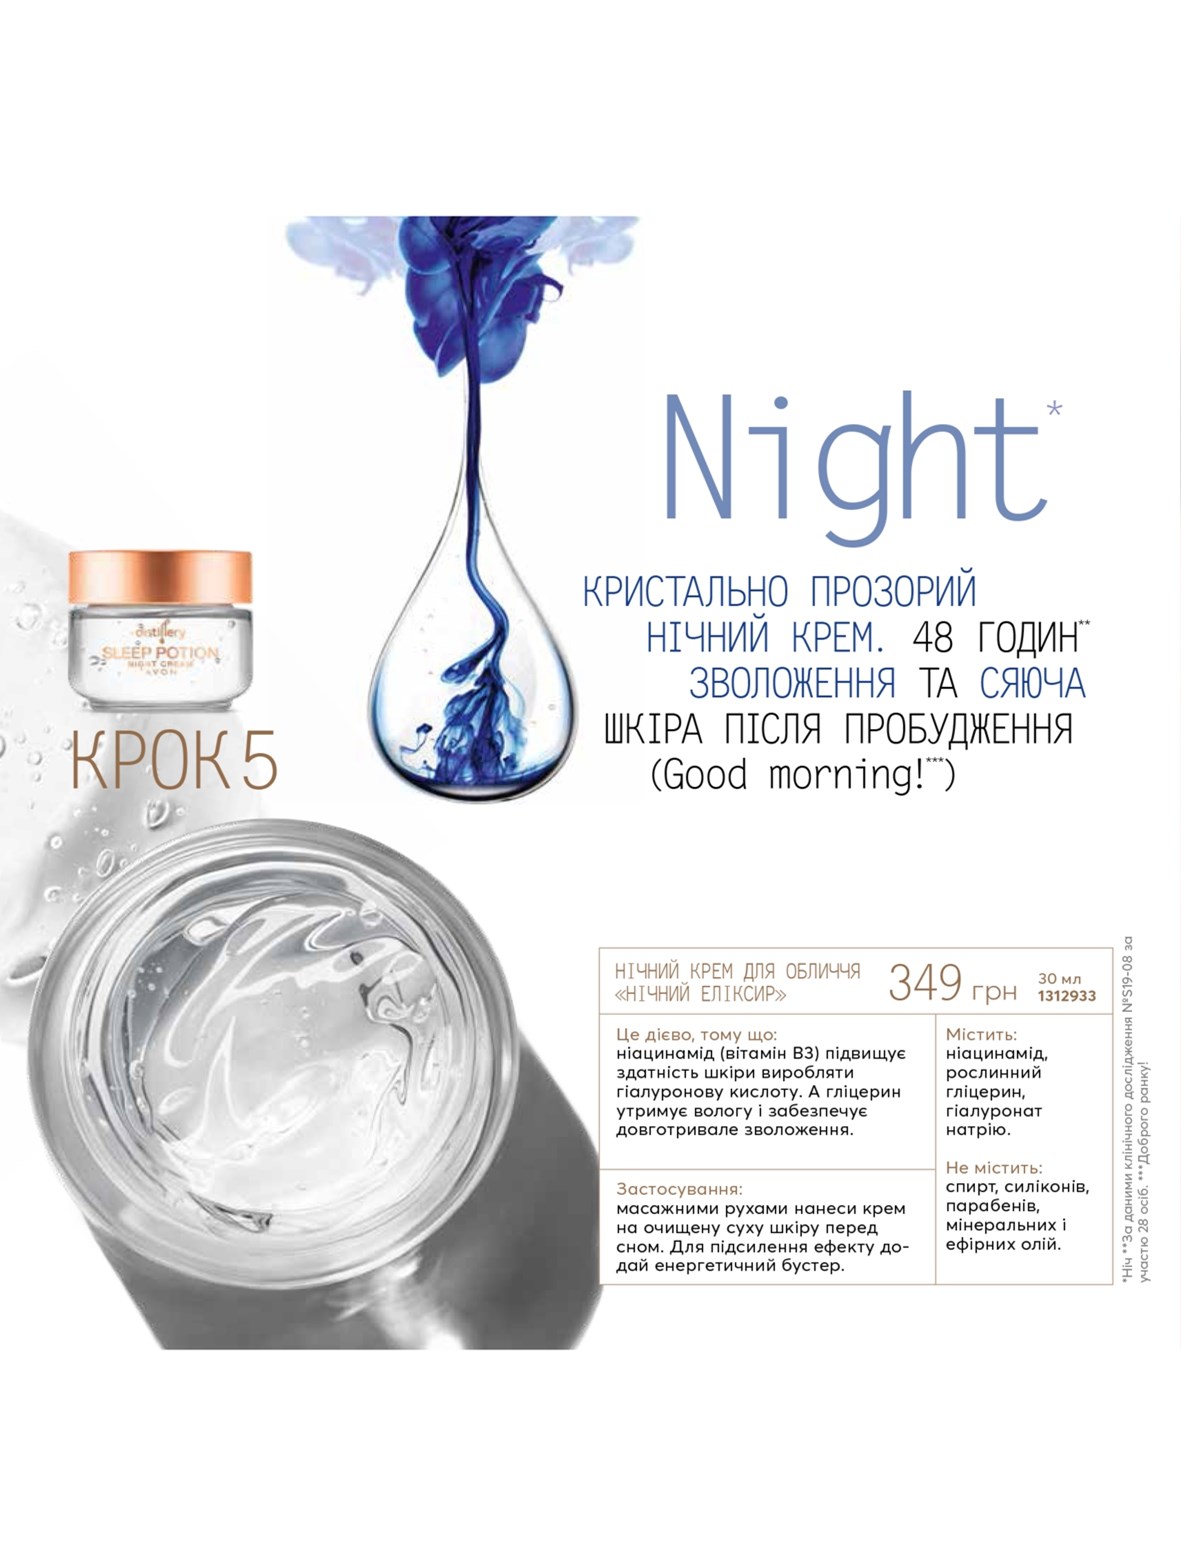 Night*
КРИСТАЛЬНО ПРОЗОРИЙ
НІЧНИЙ КРЕМ. 48 ГОДИН**
ЗВОЛОЖЕННЯ ТА СЯЮЧА
ШКІРА ПІСЛЯ ПРОБУДЖЕННЯ
(Good morning!***)
distillery
SLEEP POTION
NIGHT CREAM
AVON
КРОК 5
НІЧНИЙ КРЕМ ДЛЯ ОБЛИЧЧЯ
«НІЧНИЙ ЕЛІКСИР»
349 грн
30 мл
1312933
Це дієво, тому що:
ніацинамід (вітамін В3) підвищує
здатність шкіри виробляти
гіалуронову кислоту. А гліцерин
утримує вологу і забезпечує
довготривале зволоження.
Застосування:
масажними рухами нанеси крем
на очищену суху шкіру перед
сном. Для підсилення ефекту до-
дай енергетичний бустер.
Містить:
ніацинамід,
рослинний
гліцерин,
гіалуронат
натрію.
Не містить:
спирт, силіконів,
парабенів,
мінеральних і
ефірних олій.
*Ніч **За даними клінічного дослідження №S19-08 за
участю 28 осіб. ***Доброго ранку!